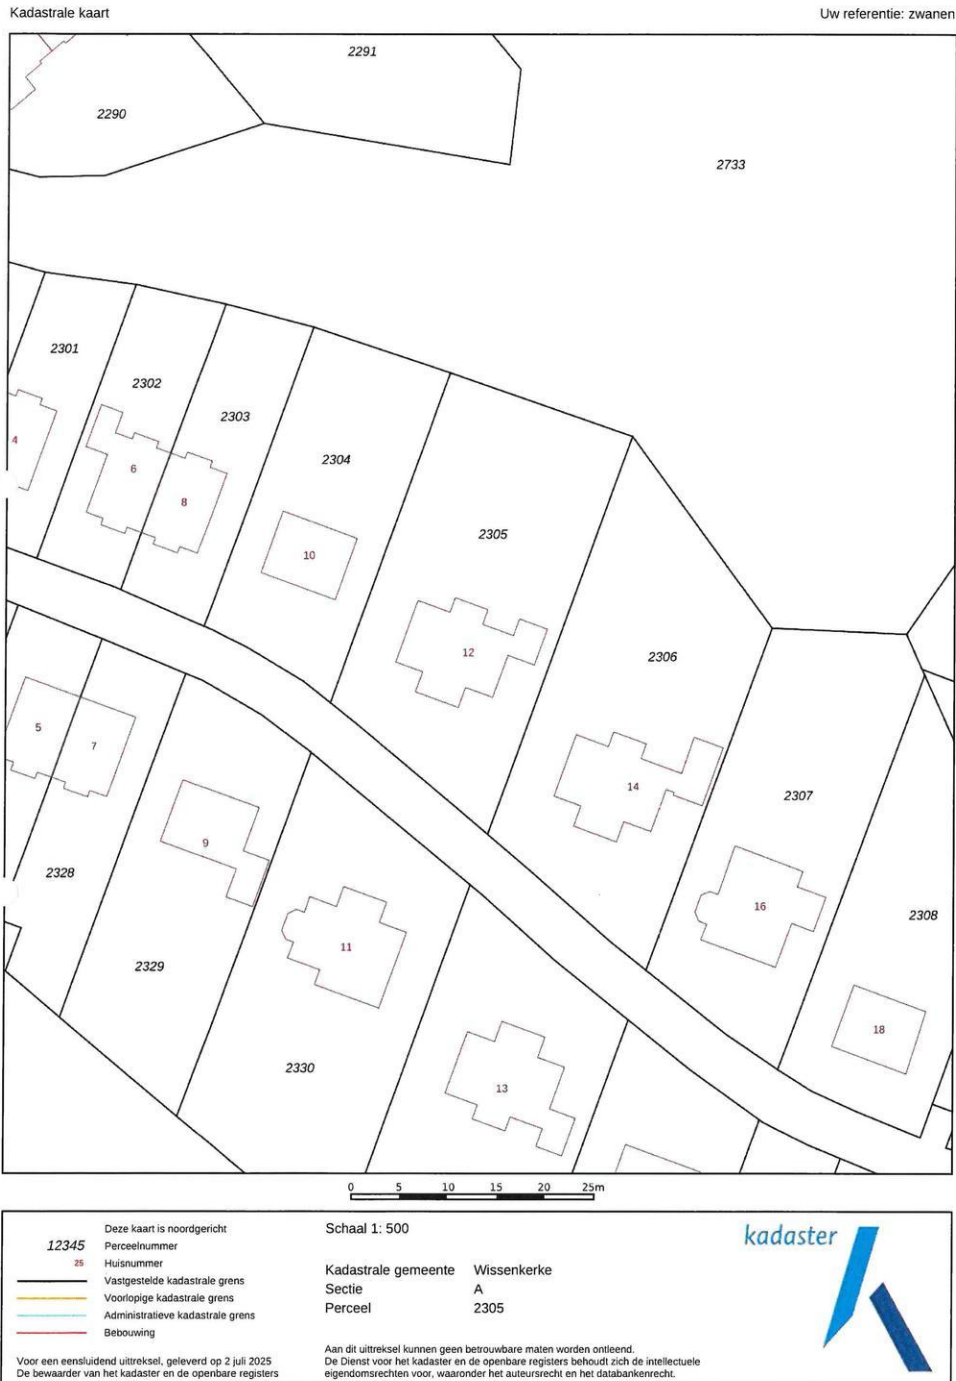 Kadastrale kaart
Uw referentie: zwanen
2291
2290
2733
2301
2302
2303
2304
4
6
8
2305
10
12
2306
5
7
14
2307
9
2328
16
2308
11
2329
18
2330
13
0 5 10 15 20 25m
Deze kaart is noordgericht
12345 Perceelnummer
25 Huisnummer
Vastgestelde kadastrale grens
Voorlopige kadastrale grens
Administratieve kadastrale grens
Bebouwing
Voor een eensluidend uittreksel, geleverd op 2 juli 2025
De bewaarder van het kadaster en de openbare registers
Schaal 1: 500
Kadastrale gemeente Wissenkerke
Sectie A
Perceel 2305
Aan dit uittreksel kunnen geen betrouwbare maten worden ontleend.
De Dienst voor het kadaster en de openbare registers behoudt zich de intellectuele
eigendomsrechten voor, waaronder het auteursrecht en het databankenrecht.
kadaster